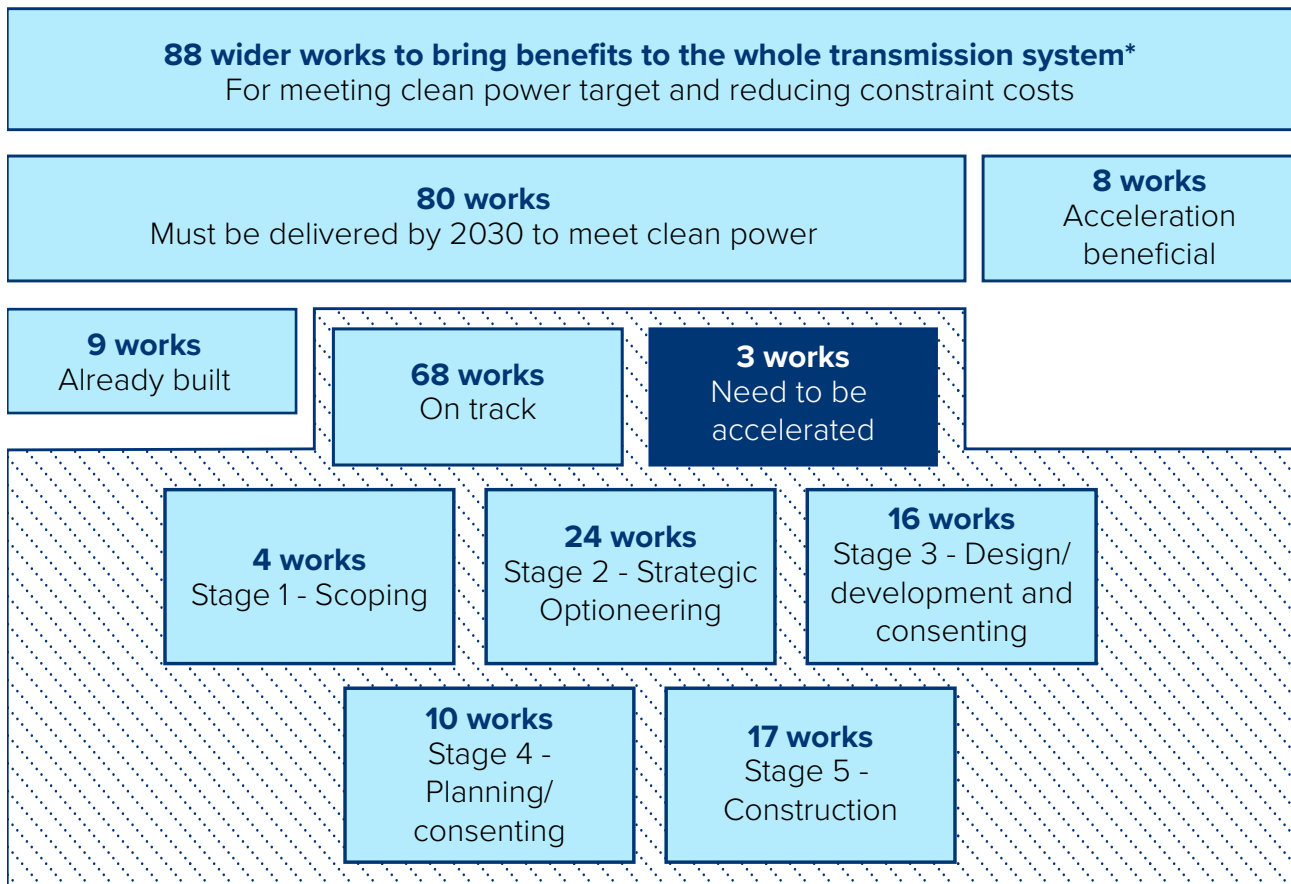 88 wider works to bring benefits to the whole transmission system*
For meeting clean power target and reducing constraint costs
80 works
Must be delivered by 2030 to meet clean power
8 works
Acceleration
beneficial
9 works
Already built
68 works
On track
3 works
Need to be
accelerated
4 works
Stage 1 - Scoping
24 works
Stage 2 - Strategic
Optioneering
16 works
Stage 3 - Design/
development and
consenting
10 works
Stage 4 -
Planning/
consenting
17 works
Stage 5 -
Construction